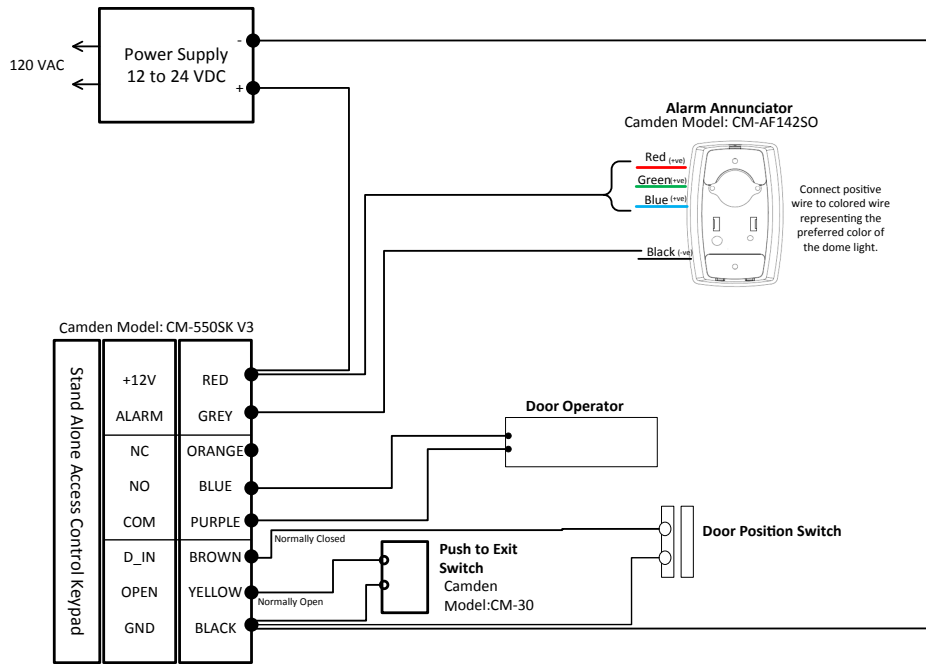 Power Supply
12 to 24 VDC
-
+
120 VAC
Alarm Annunciator
Camden Model: CM-AF142SO
Red (+ve)
Green(+ve)
Blue (+ve)
Black (-ve)
Connect positive
wire to colored wire
representing the
preferred color of
the dome light.
Camden Model: CM-550SK V3
Stand Alone Access Control Keypad
+12V RED
ALARM GREY
NC ORANGE
NO BLUE
COM PURPLE
D_IN BROWN
OPEN YELLOW
GND BLACK
Door Operator
Normally Closed
Normally Open
Push to Exit
Switch
Camden
Model:CM-30
Door Position Switch